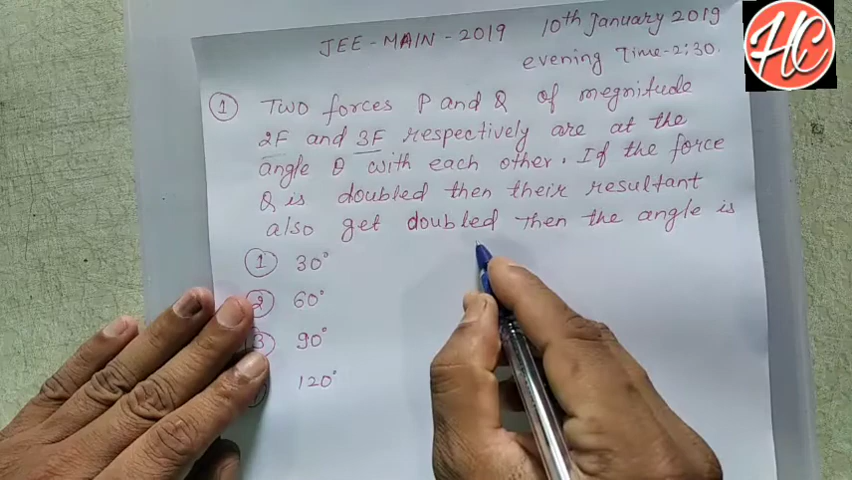 JEE-MAIN-2019 10th January 2019
evening Time-2:30.
HC
① Two forces P and Q of megnitude
2F and 3F respectively are at the
angle θ with each other. If the force
Q is doubled then their resultant
also get doubled then the angle is
① 30°
② 60°
3 90°
120°